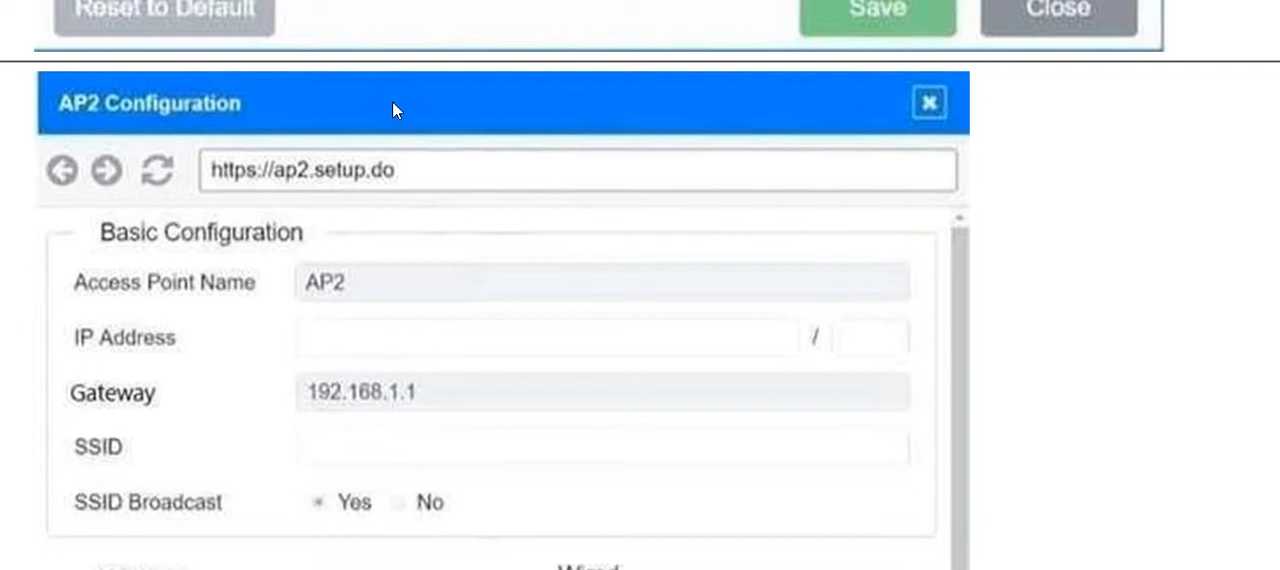 Reset to Default Save Close
AP2 Configuration
https://ap2.setup.do
Basic Configuration
Access Point Name AP2
IP Address /
Gateway 192.168.1.1
SSID
SSID Broadcast Yes No
Wired